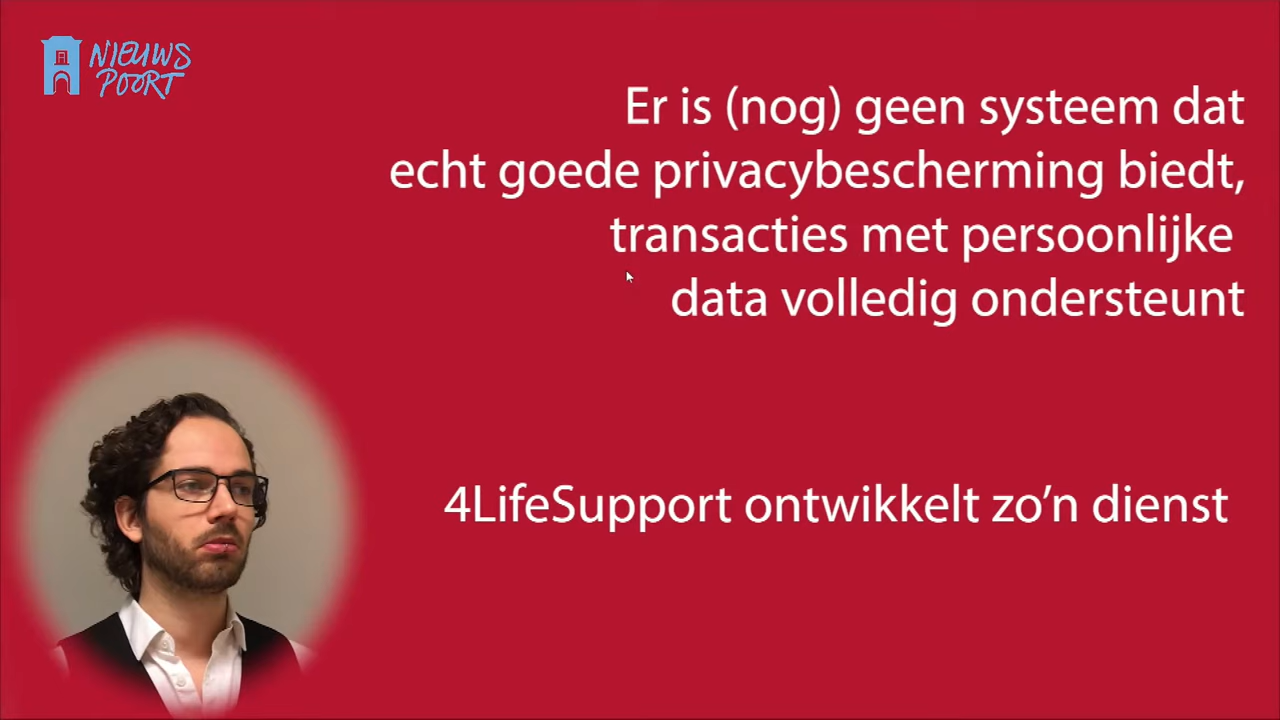 NIEUWS
POORT
Er is (nog) geen systeem dat
echt goede privacybescherming biedt,
transacties met persoonlijke
data volledig ondersteunt
4LifeSupport ontwikkelt zo’n dienst